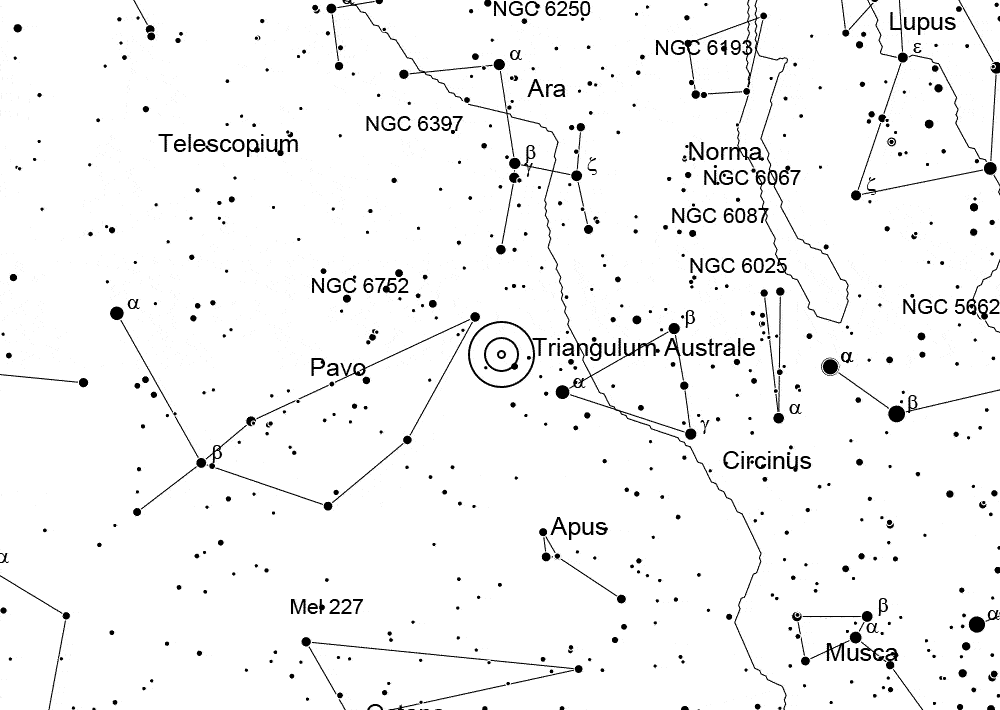 NGC 6250
Lupus
NGC 6193
ε
α
Ara
NGC 6397
Telescopium
β
γ
ζ
Norma
NGC 6067
ζ
NGC 6087
NGC 6025
NGC 6752
α
NGC 5662
β
Triangulum Australe
α
Pavo
α
α
β
β
γ
Circinus
Apus
α
Mel 227
β
α
α
Musca